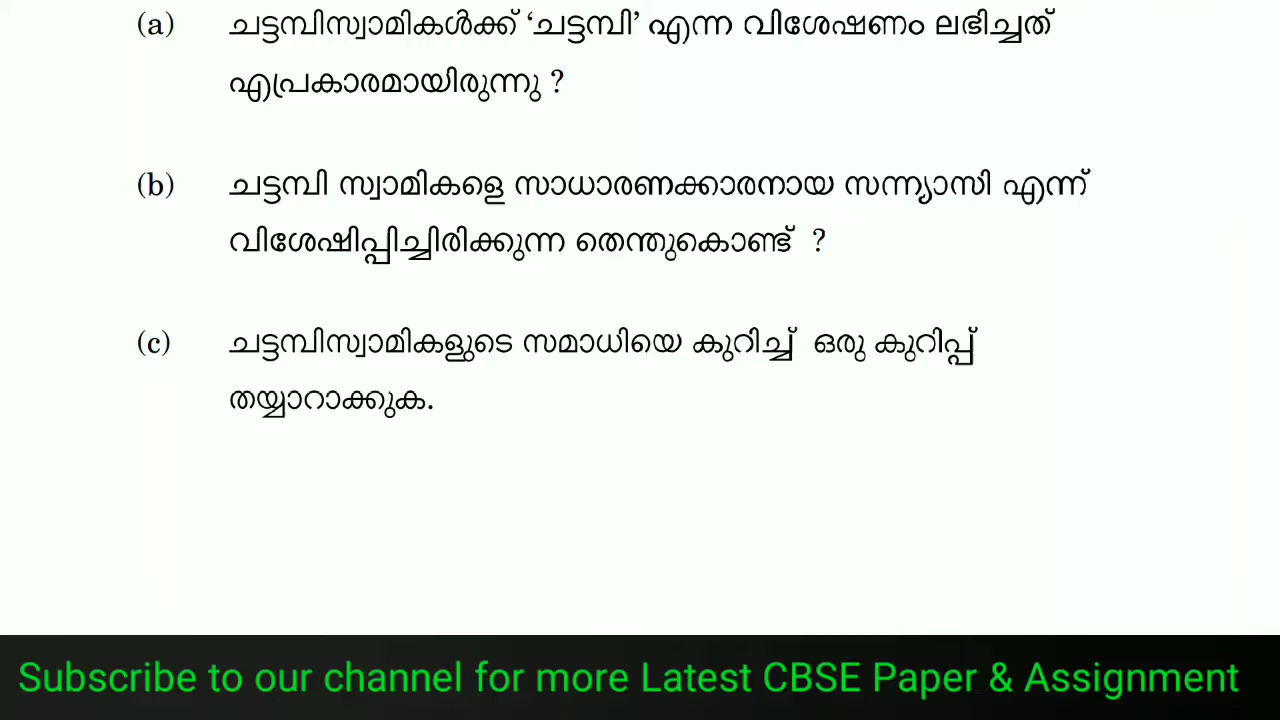 (a) ചട്ടമ്പിസ്വാമികൾക്ക് ‘ചട്ടമ്പി’ എന്ന വിശേഷണം ലഭിച്ചത്
എപ്രകാരമായിരുന്നു ?
(b) ചട്ടമ്പി സ്വാമികളെ സാധാരണക്കാരനായ സന്ന്യാസി എന്ന്
വിശേഷിപ്പിച്ചിരിക്കുന്ന തെന്തുകൊണ്ട് ?
(c) ചട്ടമ്പിസ്വാമികളുടെ സമാധിയെ കുറിച്ച് ഒരു കുറിപ്പ്
തയ്യാറാക്കുക.
Subscribe to our channel for more Latest CBSE Paper & Assignment